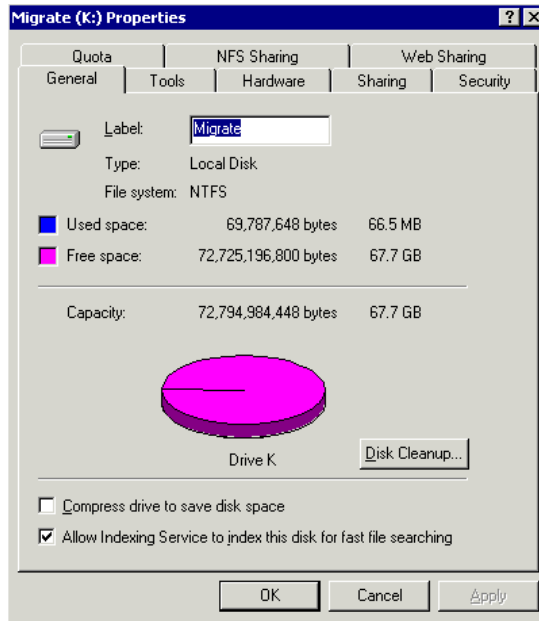 Migrate (K:) Properties
Quota NFS Sharing Web Sharing
General Tools Hardware Sharing Security
Label: Migrate
Type: Local Disk
File system: NTFS
Used space: 69,787,648 bytes 66.5 MB
Free space: 72,725,196,800 bytes 67.7 GB
Capacity: 72,794,984,448 bytes 67.7 GB
Drive K
Disk Cleanup...
Compress drive to save disk space
Allow Indexing Service to index this disk for fast file searching
OK Cancel Apply